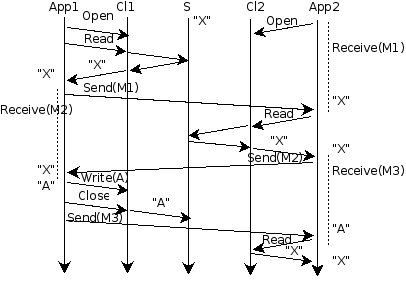 App1 Cl1 S Cl2 App2
Open "X" Open
Read
Receive(M1)
"X"
"X"
Send(M1)
"X"
Receive(M2)
Read
"X"
"X"
Send(M2)
"X"
Receive(M3)
Write(A)
"A"
Close
"A"
Send(M3)
"A"
Read
"X"
"X"